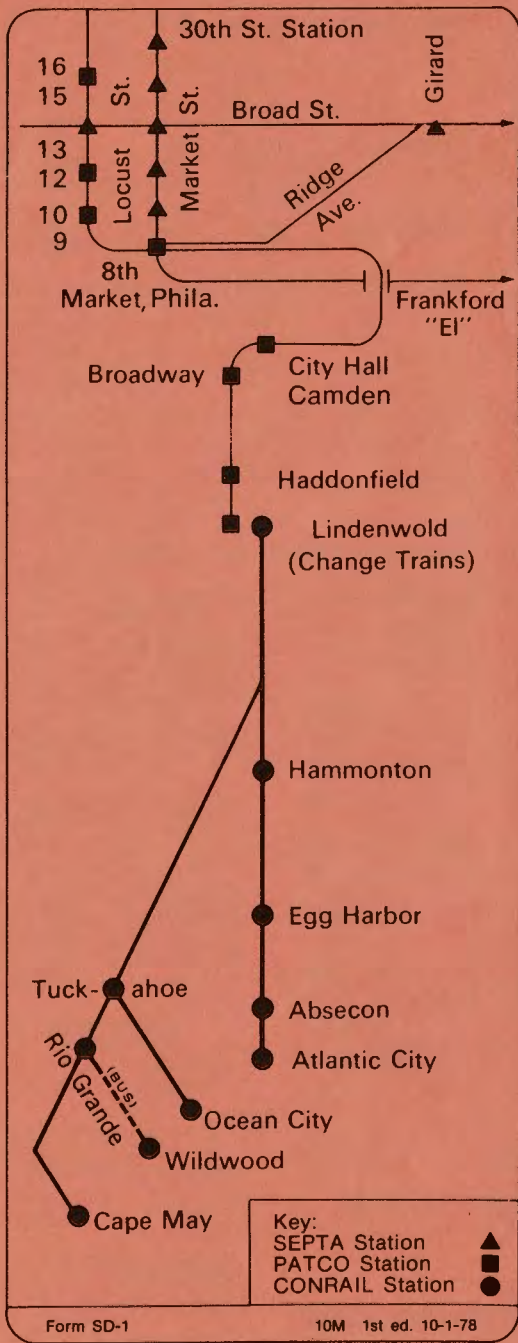 30th St. Station
16
15
Locust St.
Market St.
Girard
Broad St.
13
12
10
9
Ridge
Ave.
8th
Market, Phila.
Frankford
"El"
Broadway
City Hall
Camden
Haddonfield
Lindenwold
(Change Trains)
Hammonton
Egg Harbor
Tuck-ahoe
Absecon
Rio Grande
(BUS)
Atlantic City
Ocean City
Wildwood
Cape May
Key:
SEPTA Station
PATCO Station
CONRAIL Station
Form SD-1
10M 1st ed. 10-1-78